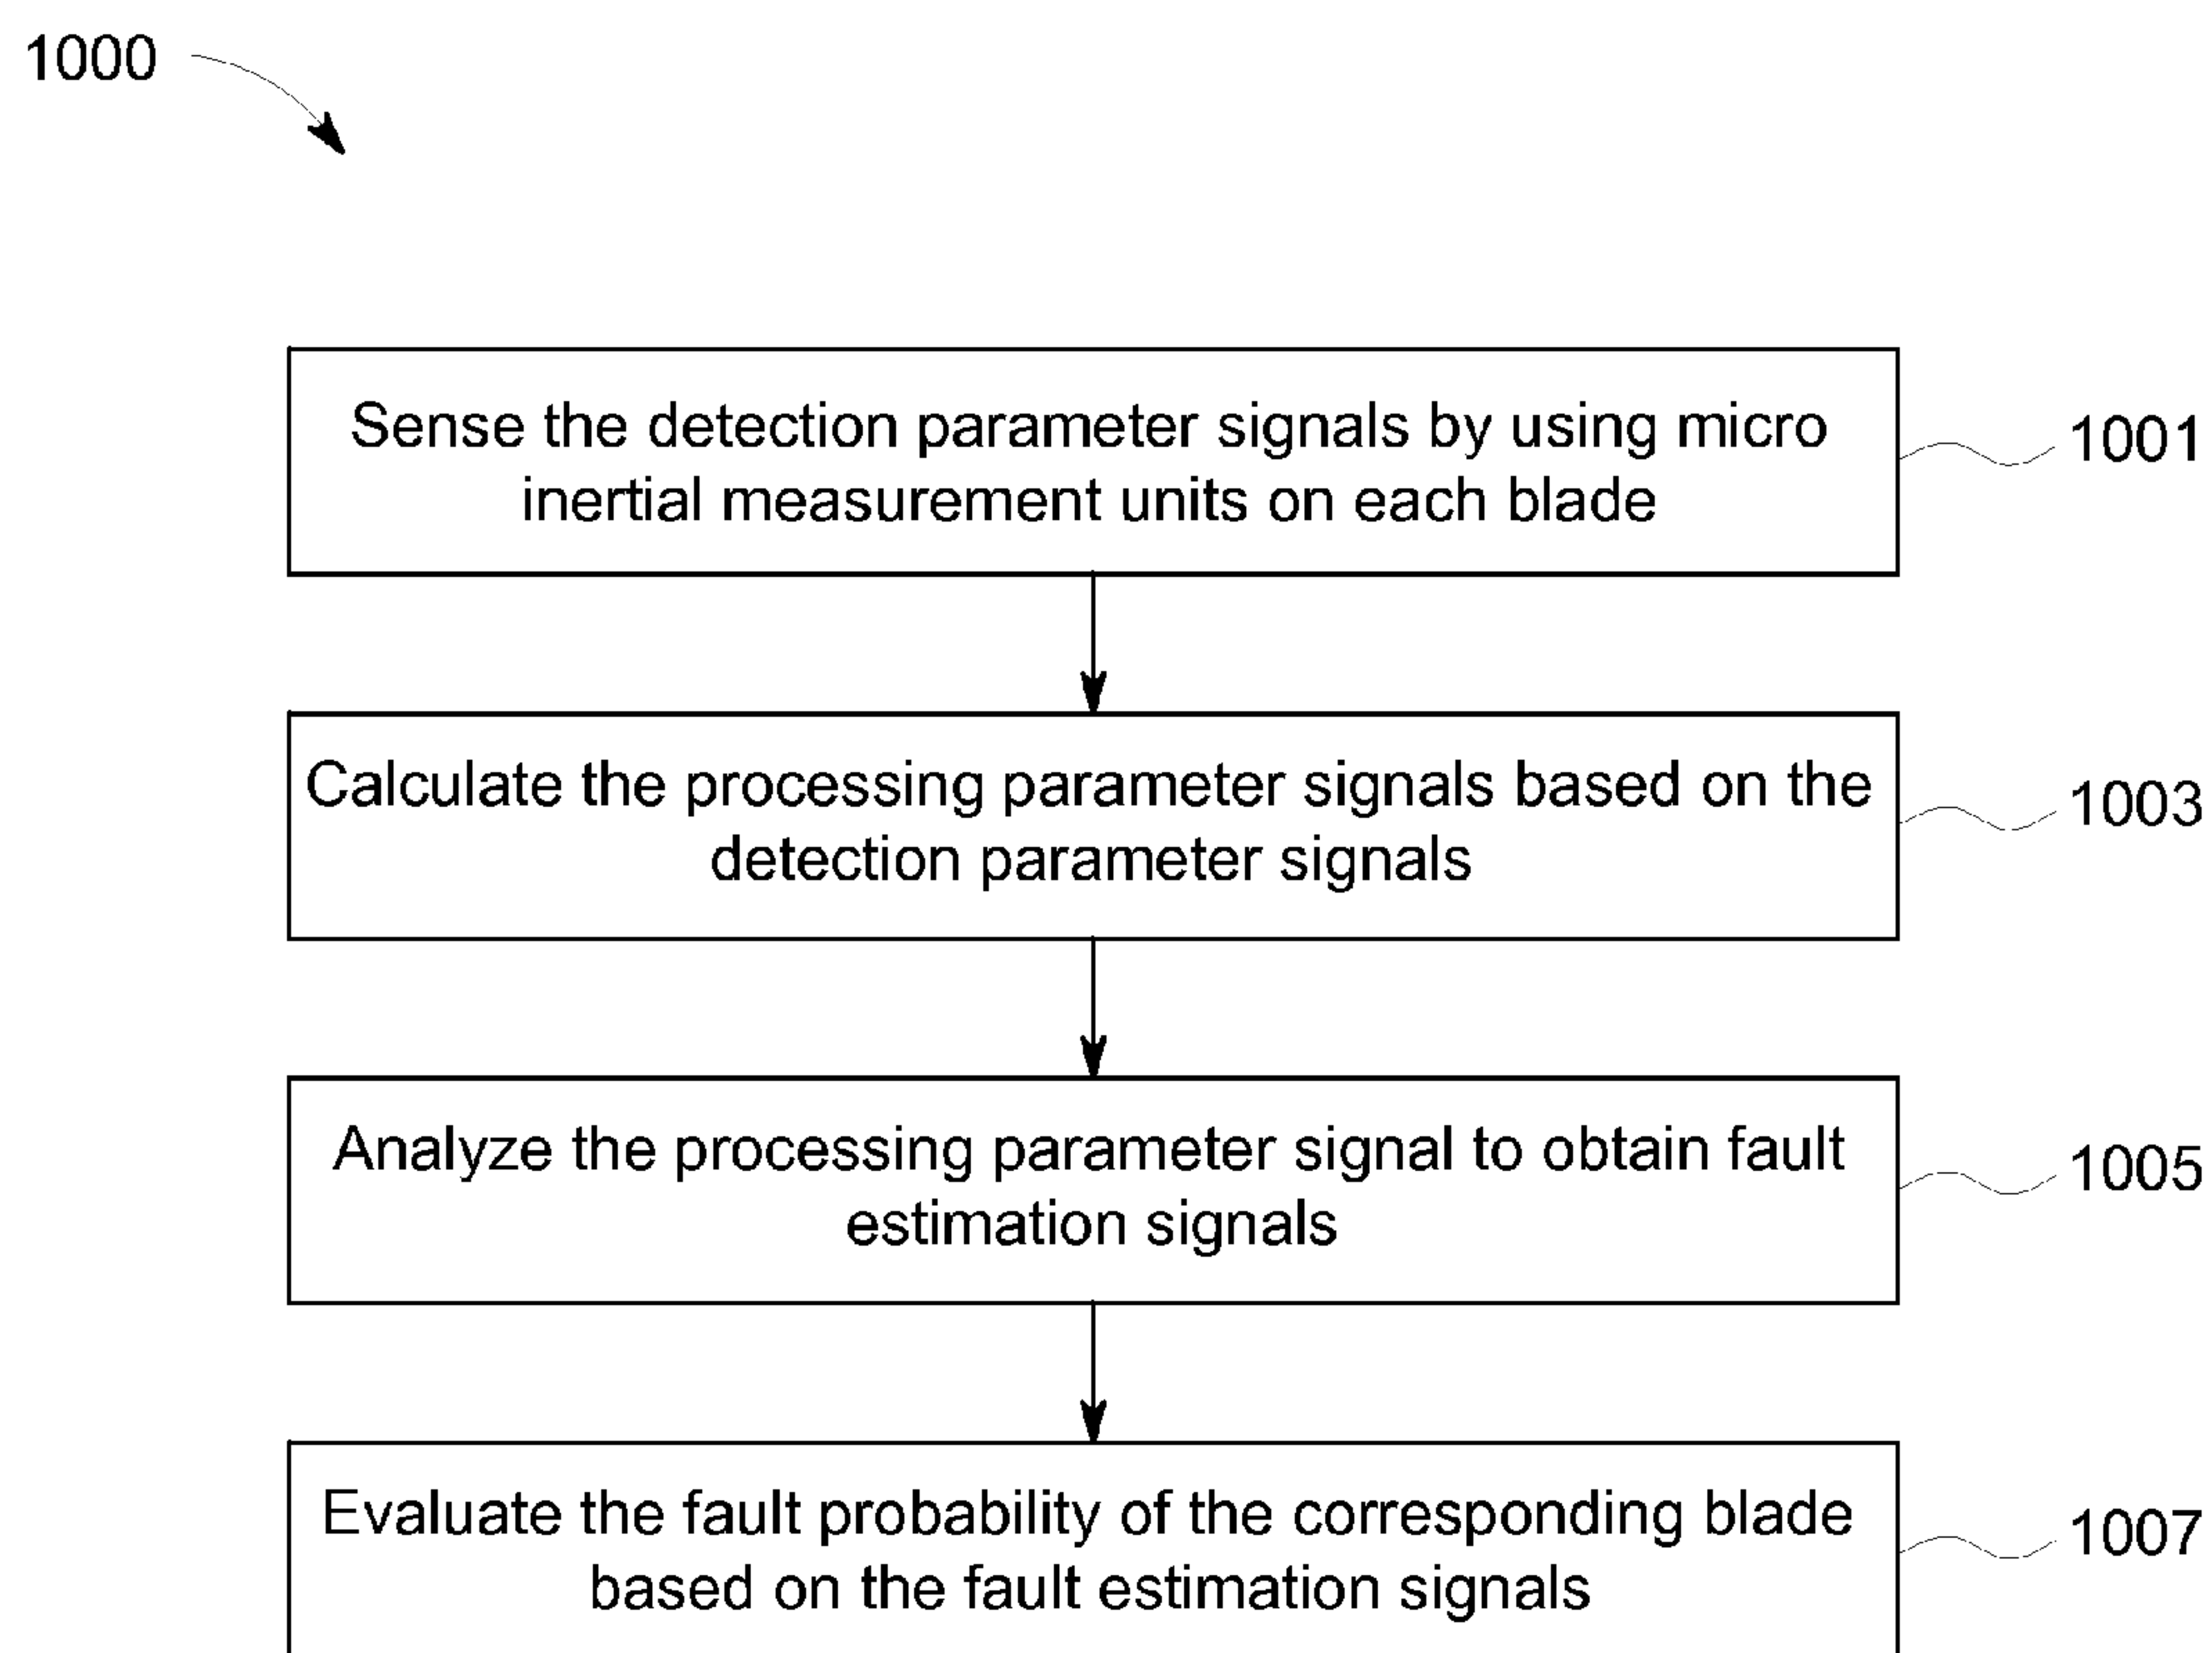 1000
Sense the detection parameter signals by using micro
inertial measurement units on each blade
1001
Calculate the processing parameter signals based on the
detection parameter signals
1003
Analyze the processing parameter signal to obtain fault
estimation signals
1005
Evaluate the fault probability of the corresponding blade
based on the fault estimation signals
1007